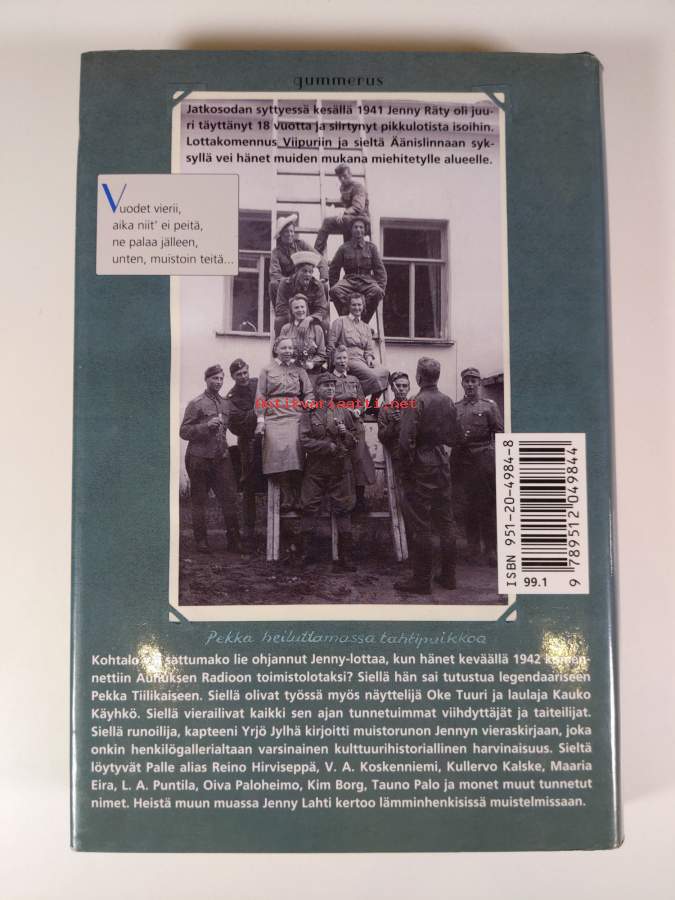 gummerus
Jatkosodan syttyessä kesällä 1941 Jenny Räty oli juu-
ri täyttänyt 18 vuotta ja siirtynyt pikkulotista isoihin.
Lottakomennus Viipuriin ja sieltä Äänislinnaan syk-
syllä vei hänet muiden mukana miehitetylle alueelle.
Vuodet vierii,
aika niit' ei peitä,
ne palaa jälleen,
unten, muistoin teitä...
Antikvariaatti.net
ISBN 951-20-4984-8
99.1
9 789512 049844
Pekka heiluttamassa tahtipuikkoa
Kohtalo vai sattumako lie ohjannut Jenny-lottaa, kun hänet keväällä 1942 komen-
nettiin Aunuksen Radioon toimistolotaksi? Siellä hän sai tutustua legendaariseen
Pekka Tiilikaiseen. Siellä olivat työssä myös näyttelijä Oke Tuuri ja laulaja Kauko
Käyhkö. Siellä vierailivat kaikki sen ajan tunnetuimmat viihdyttäjät ja taiteilijat.
Siellä runoilija, kapteeni Yrjö Jylhä kirjoitti muistorunon Jennyn vieraskirjaan, joka
onkin henkilögallerialtaan varsinainen kulttuurihistoriallinen harvinaisuus. Sieltä
löytyvät Palle alias Reino Hirviseppä, V. A. Koskenniemi, Kullervo Kalske, Maaria
Eira, L. A. Puntila, Oiva Paloheimo, Kim Borg, Tauno Palo ja monet muut tunnetut
nimet. Heistä muun muassa Jenny Lahti kertoo lämminhenkisissä muistelmissaan.